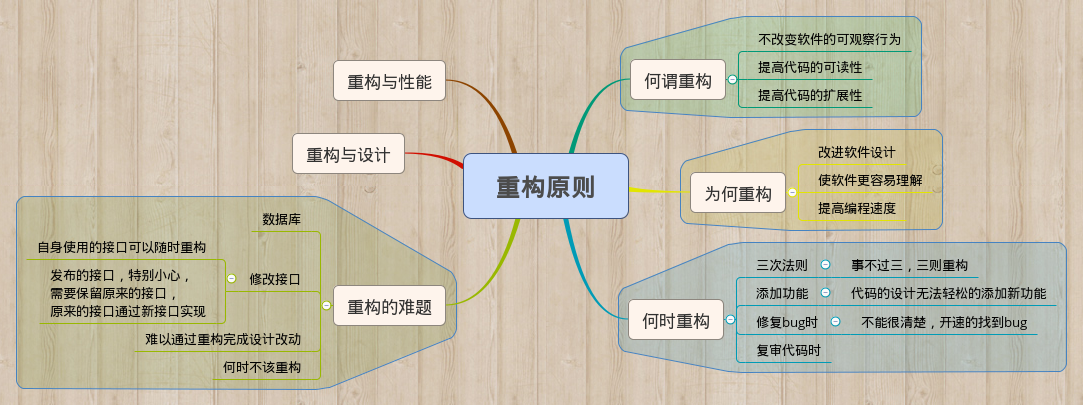 重构原则
何谓重构
不改变软件的可观察行为
提高代码的可读性
提高代码的扩展性
为何重构
改进软件设计
使软件更容易理解
提高编程速度
何时重构
三次法则
事不过三，三则重构
添加功能
代码的设计无法轻松的添加新功能
修复bug时
不能很清楚，开速的找到bug
复审代码时
重构的难题
数据库
修改接口
自身使用的接口可以随时重构
发布的接口，特别小心，
需要保留原来的接口，
原来的接口通过新接口实现
难以通过重构完成设计改动
何时不该重构
重构与设计
重构与性能